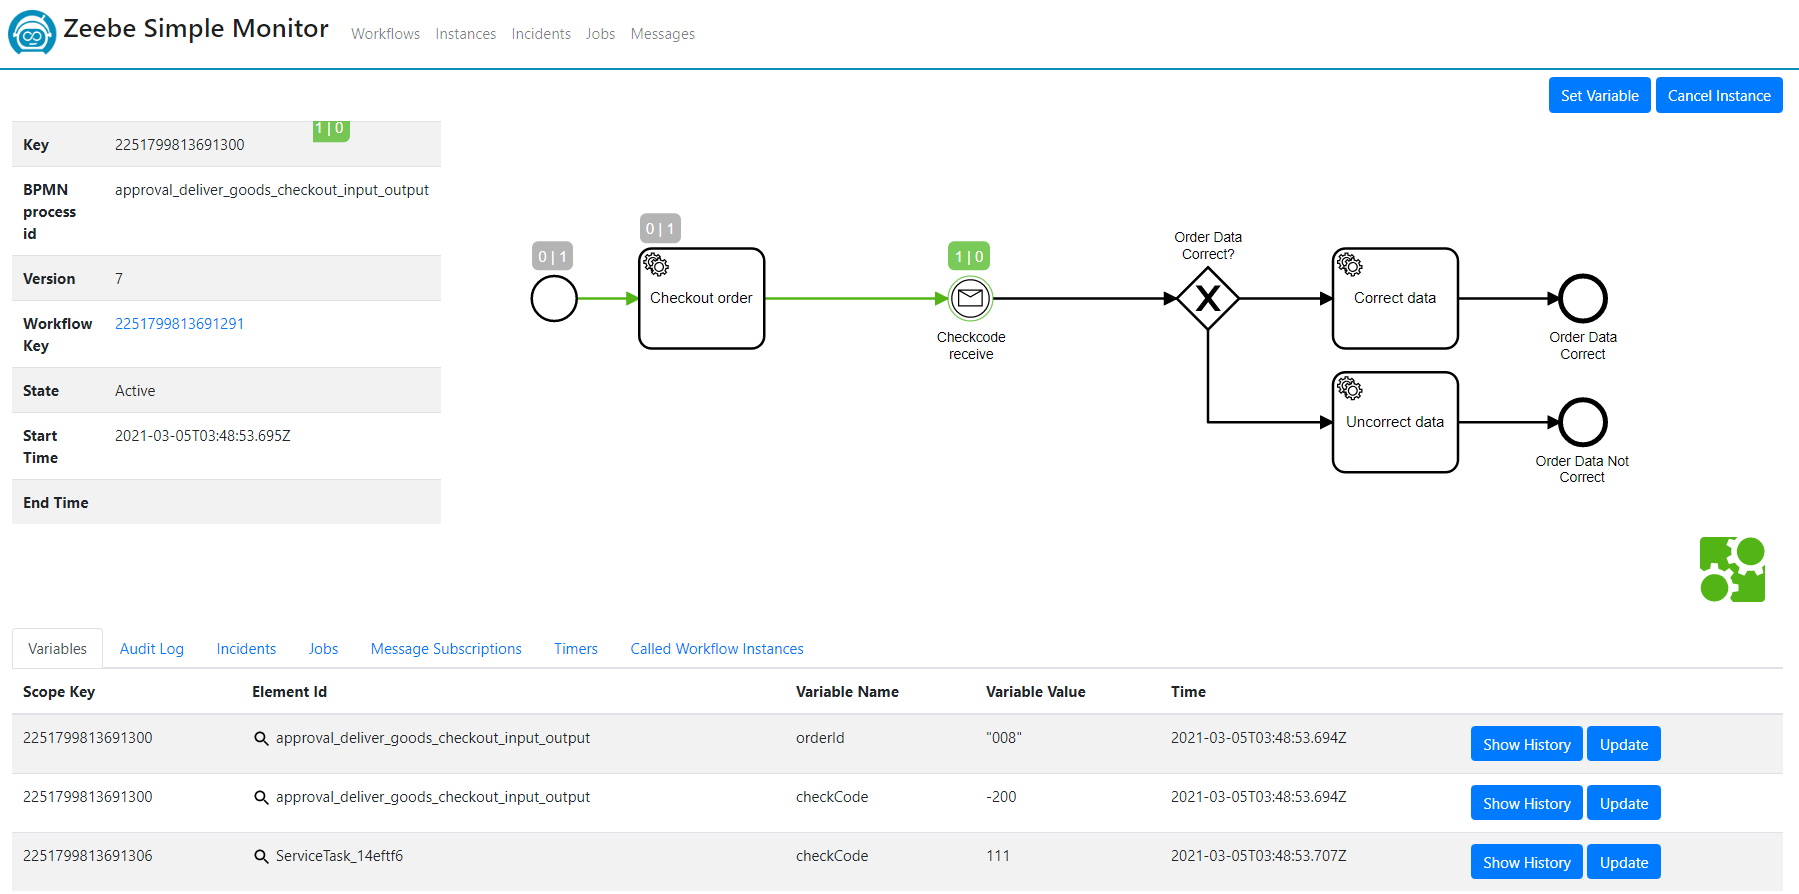 Zeebe Simple Monitor
Workflows Instances Incidents Jobs Messages
Set Variable Cancel Instance
1 | 0
Key 2251799813691300
BPMN
process
id
approval_deliver_goods_checkout_input_output
Version 7
Workflow
Key
2251799813691291
State Active
Start
Time
2021-03-05T03:48:53.695Z
End Time
0 | 1
0 | 1
Checkout order
1 | 0
Checkcode
receive
Order Data
Correct?
X
Correct data
Order Data
Correct
Uncorrect data
Order Data Not
Correct
Variables Audit Log Incidents Jobs Message Subscriptions Timers Called Workflow Instances
Scope Key Element Id Variable Name Variable Value Time
2251799813691300 approval_deliver_goods_checkout_input_output orderId "008" 2021-03-05T03:48:53.694Z Show History Update
2251799813691300 approval_deliver_goods_checkout_input_output checkCode -200 2021-03-05T03:48:53.694Z Show History Update
2251799813691306 ServiceTask_14eftf6 checkCode 111 2021-03-05T03:48:53.707Z Show History Update